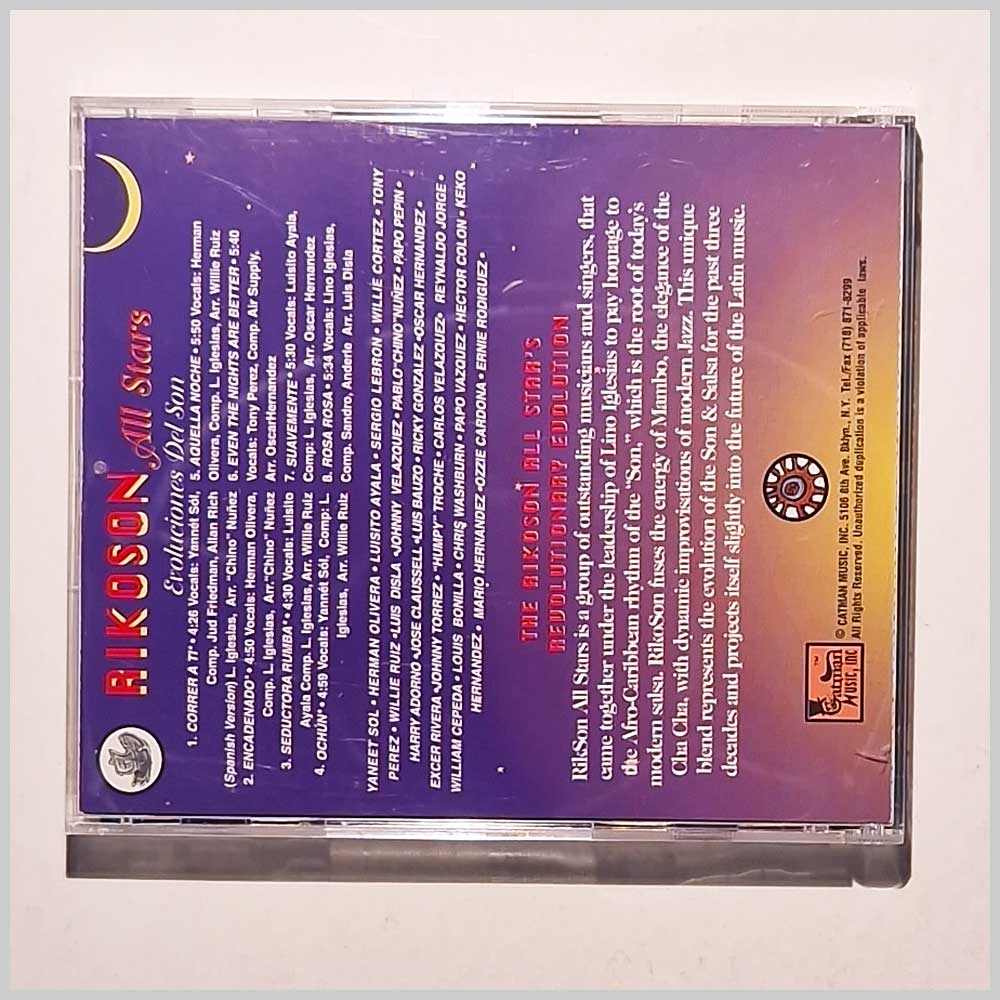 RIKOSON®
All Stars
Evoluciones Del Son
1. CORRER A TI • 4:26 Vocals: Yannét Sól,
Comp. Jud Friedman, Allan Rich
(Spanish Version) L. Iglesias, Arr. "Chino" Nuñez
2. ENCADENADO • 4:50 Vocals: Herman Olivera,
Comp. L. Iglesias, Arr."Chino" Nuñez
3. SEDUCTORA RUMBA • 4:30 Vocals: Luisito
Ayala Comp. L. Iglesias, Arr. Willie Ruiz
4. OCHÚN • 4:59 Vocals: Yannét Sól, Comp: L.
Iglesias, Arr. Willie Ruiz
5. AQUELLA NOCHE • 5:50 Vocals: Herman
Olivera, Comp. L. Iglesias, Arr. Willie Ruiz
6. EVEN THE NIGHTS ARE BETTER • 5:40
Vocals: Tony Perez, Comp. Air Supply,
Arr. OscarHernandez
7. SUAVEMENTE • 5:30 Vocals: Luisito Ayala,
Comp: L. Iglesias, Arr. Oscar Hernandez
8. ROSA ROSA • 5:34 Vocals: Lino Iglesias,
Comp. Sandro, Anderle Arr. Luis Disla
YANET SOL • HERMAN OLIVERA • LUISITO AYALA • SERGIO LEBRON • WILLIE CORTEZ • TONY
PEREZ • WILLIE RUIZ •LUIS DISLA •JOHNNY VELAZQUEZ • PABLO"CHINO"NUÑEZ • PAPO PEPIN •
HARRY ADORNO •JOSE CLAUSSELL •LUIS BAUZO • RICKY GONZALEZ •OSCAR HERNANDEZ •
EXCER RIVERA •JOHNNY TORREZ • "HUMP" TROCHE • CARLOS VELAZQUEZ • REYNALDO JORGE •
WILLIAM CEPEDA • LOUIS BONILLA • CHRIS WASHBURN • PAPO VAZQUEZ • HECTOR COLON • KEKO
HERNANDEZ • MARIO HERNANDEZ •OZZIE CARDONA • ERNIE RODIGUEZ •
THE RIKOSON ALL STAR'S
REVOLUTIONARY EVOLUTION
RikSon All Stars is a group of outstanding musicians and singers, that
came together under the leadership of Lino Iglesias to pay hounge to
the Afro-Caribbean rhythm of the "Son," which is the root of today's
modern salsa. RikoSon fuses the energy of Mambo, the elegance of the
Cha Cha, with dynamic improvisations of modern Jazz. This unique
blend represents the evolution of the Son & Salsa for the past three
decades and projects itself slightly into the future of the Latin music.
Catman
MUSIC, INC
TM
© CATMAN MUSIC, INC. 5106 8th Ave. Bklyn., N.Y. Tel./Fax (718) 871-8299
All Rights Reserved. Unauthorized duplication is a violation of applicable laws.